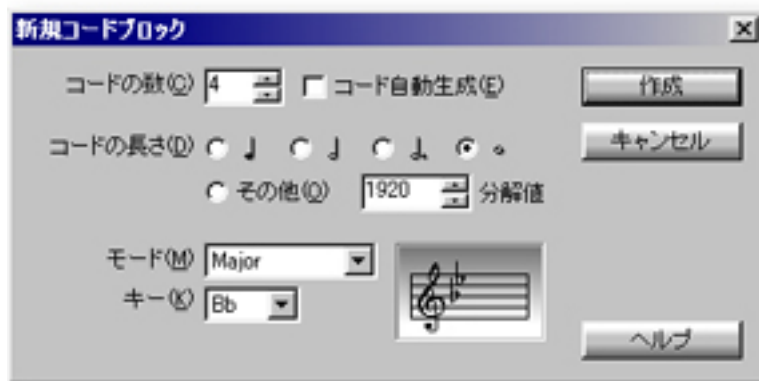 新規コードブロック
コードの数(C) 4 コード自動生成(E) 作成
コードの長さ(D) キャンセル
その他(O) 1920 分解値
モード(M) Major
キー(K) Bb
ヘルプ